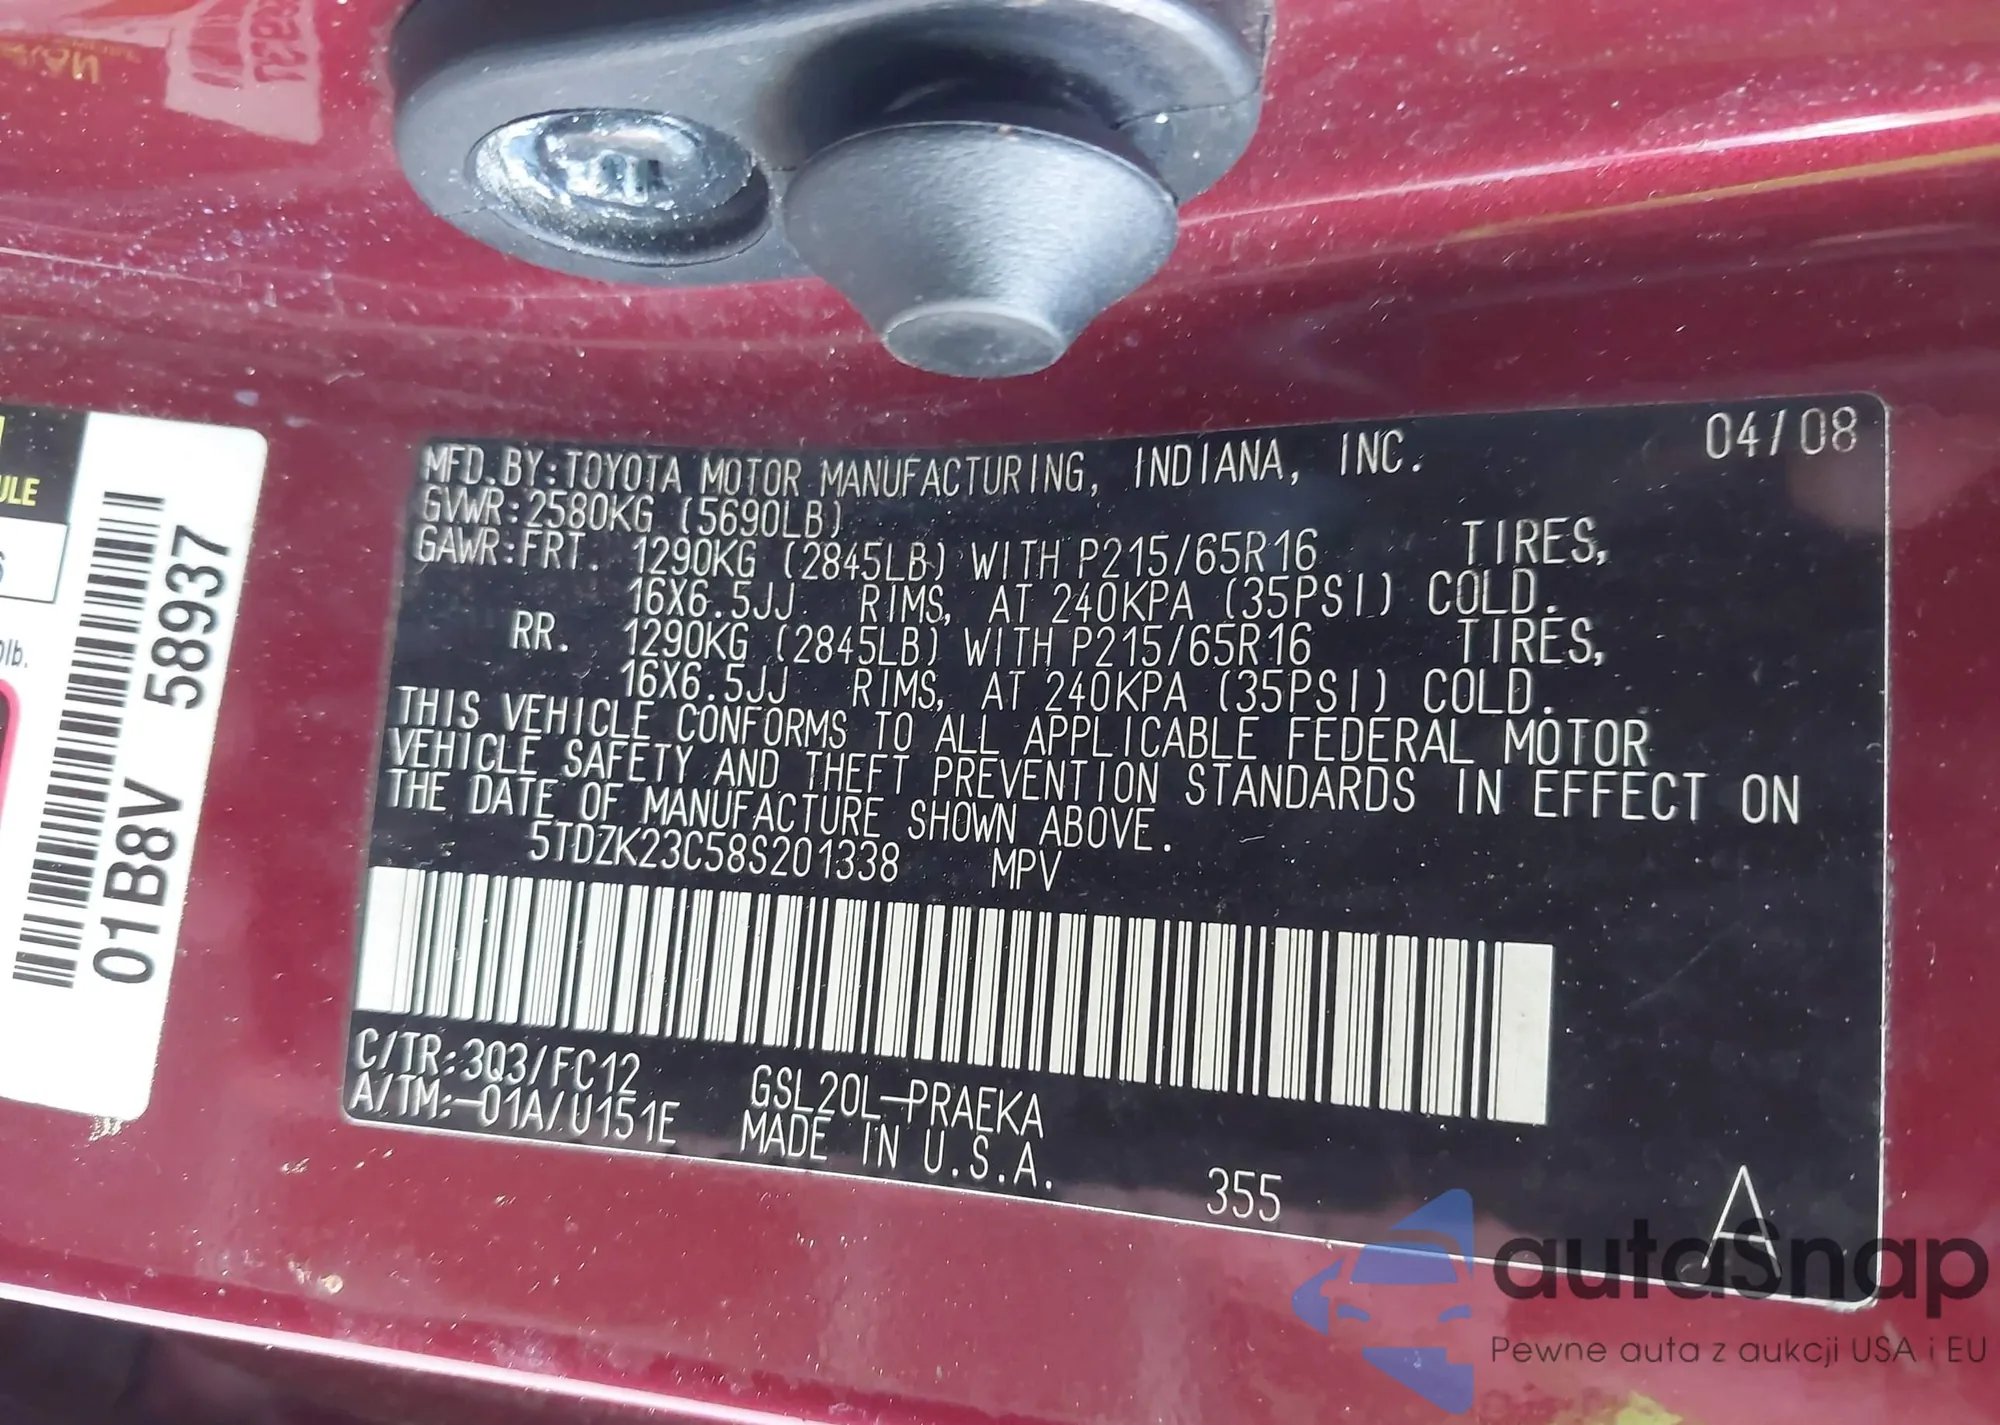 04/08
MFD.BY:TOYOTA MOTOR MANUFACTURING, INDIANA, INC.
GVWR:2580KG (5690LB)
GAWR:FRT. 1290KG (2845LB) WITH P215/65R16 TIRES,
16X6.5JJ RIMS, AT 240KPA (35PSI) COLD.
RR. 1290KG (2845LB) WITH P215/65R16 TIRES,
16X6.5JJ RIMS, AT 240KPA (35PSI) COLD.
THIS VEHICLE CONFORMS TO ALL APPLICABLE FEDERAL MOTOR
VEHICLE SAFETY AND THEFT PREVENTION STANDARDS IN EFFECT ON
THE DATE OF MANUFACTURE SHOWN ABOVE.
5TDZK23C58S201338 MPV
C/TR:3Q3/FC12 GSL20L-PRAEKA
A/TM:-01A/U151E MADE IN U.S.A.
355
A
01B8V 58937
autosnap
Pewne auta z aukcji USA i EU